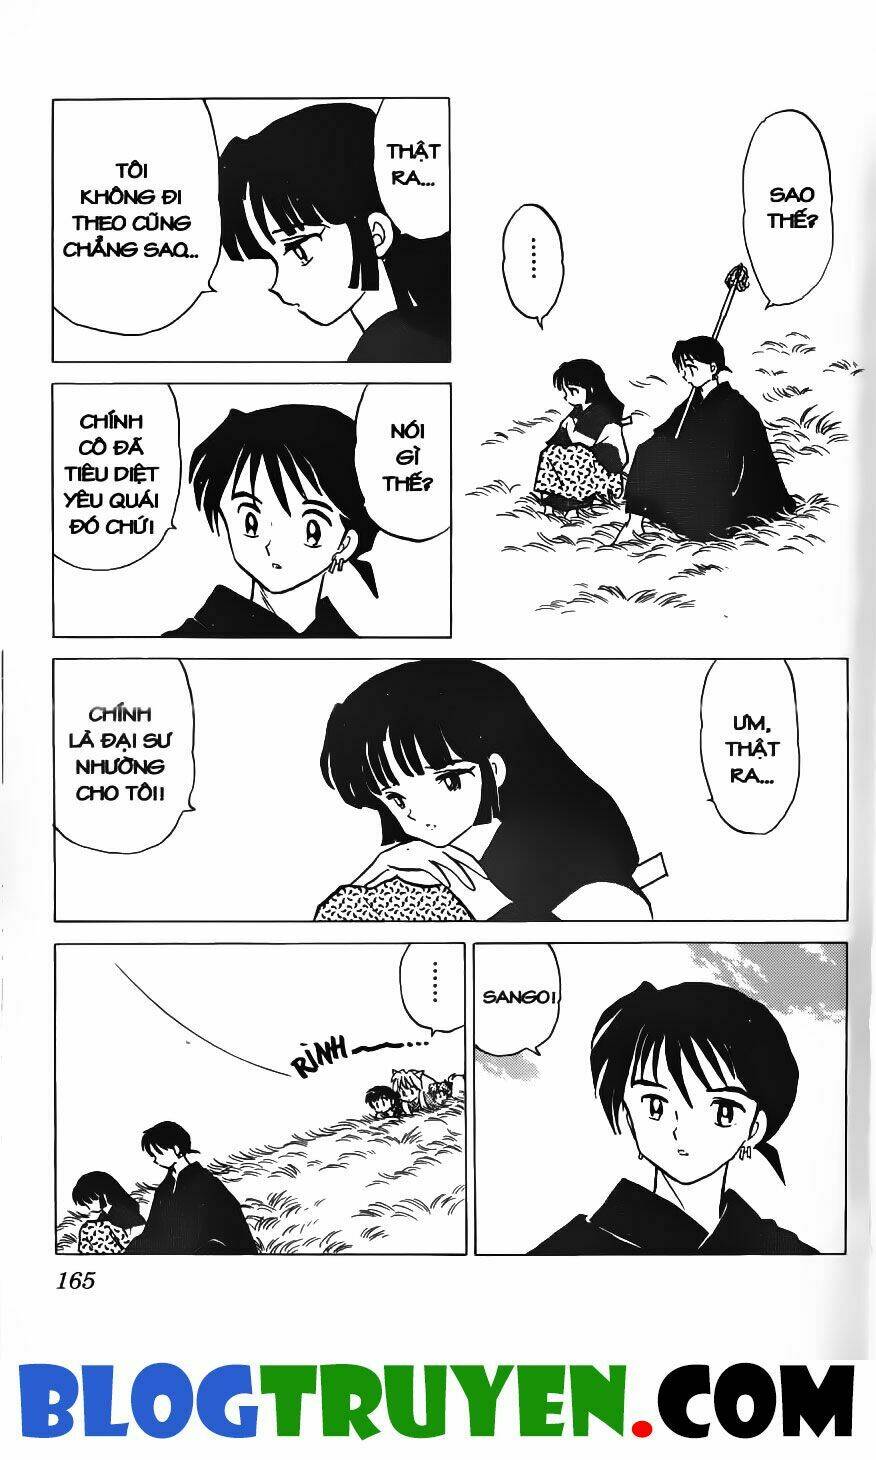 SAO
THẾ?
........
THẬT
RA...
TÔI
KHÔNG ĐI
THEO CŨNG
CHẲNG SAO...
NÓI
GÌ
THẾ?
CHÍNH
CÔ ĐÃ
TIÊU DIỆT
YÊU QUÁI
ĐÓ CHỨ!
ƯM,
THẬT
RA...
CHÍNH
LÀ ĐẠI SƯ
NHƯỜNG
CHO TÔI!
SANGO!
........
RÌNH
165
BLOGTRUYEN.COM